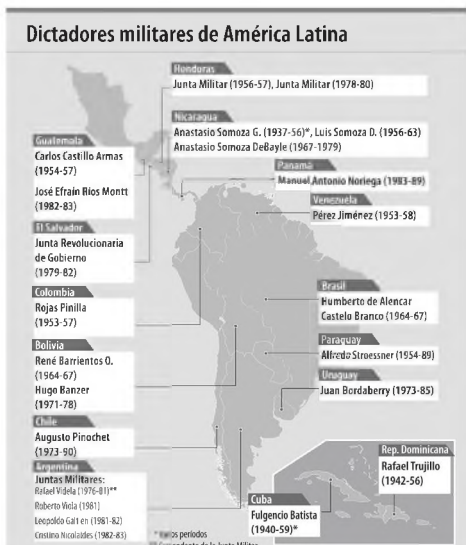 Dictadores militares de América Latina
Honduras
Junta Militar (1956-57), Junta Militar (1978-80)
Nicaragua
Anastasio Somoza G. (1937-56)*, Luis Somoza D. (1956-63)
Anastasio Somoza DeBayle (1967-1979)
Guatemala
Carlos Castillo Armas
(1954-57)
José Efraín Ríos Montt
(1982-83)
Panamá
Manuel Antonio Noriega (1983-89)
Venezuela
Pérez Jiménez (1953-58)
El Salvador
Junta Revolucionaria
de Gobierno
(1979-82)
Colombia
Rojas Pinilla
(1953-57)
Brasil
Humberto de Alencar
Castelo Branco (1964-67)
Bolivia
René Barrientos O.
(1964-67)
Hugo Banzer
(1971-78)
Paraguay
Alfredo Stroessner (1954-89)
Uruguay
Juan Bordaberry (1973-85)
Chile
Augusto Pinochet
(1973-90)
Argentina
Juntas Militares:
Rafael Videla (1976-81)**
Roberto Viola (1981)
Leopoldo (1981-82)
Cristino Nicolaides (1982-83)
Rep. Dominicana
Rafael Trujillo
(1942-56)
Cuba
Fulgencio Batista
(1940-59)*
* períodos
de la Junta Militar